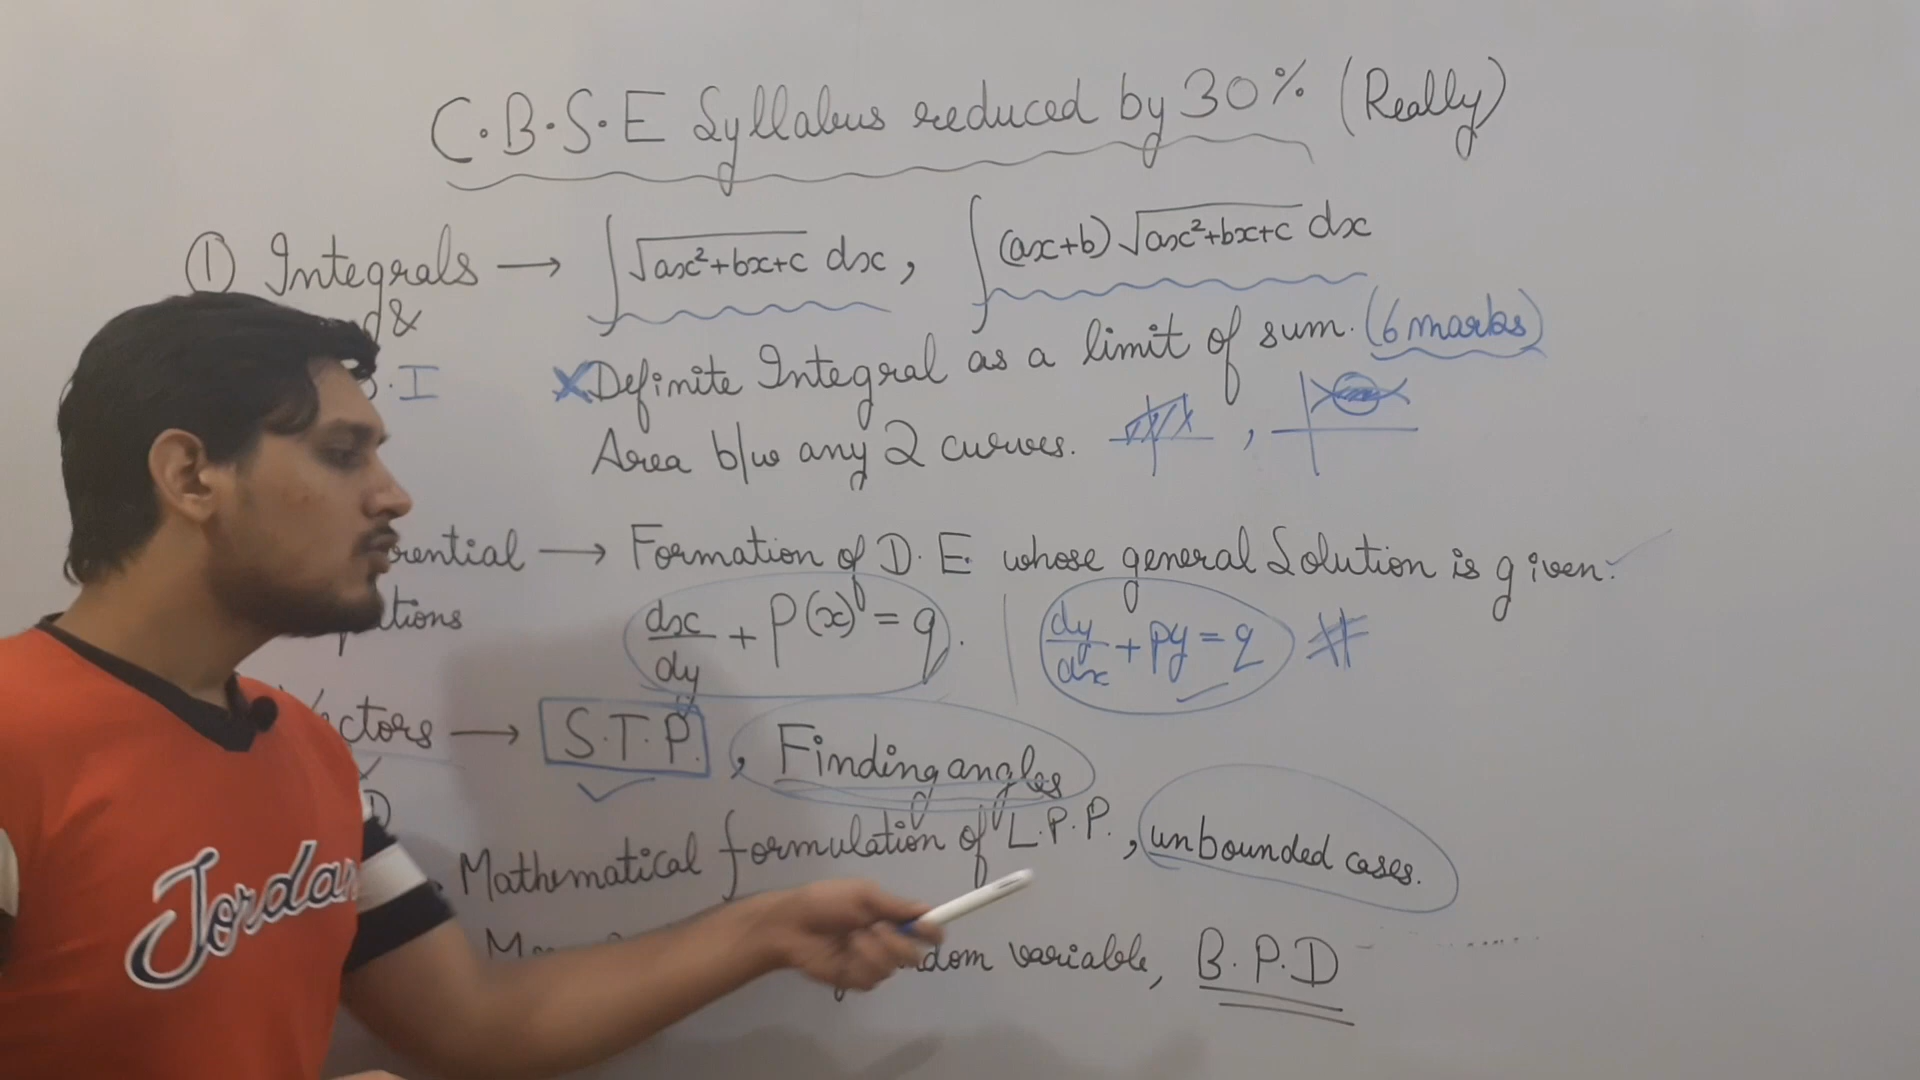 C.B.S.E Syllabus reduced by 30% (Really)
① Integrals → ∫√ax²+bx+c dx, ∫(ax+b)√ax²+bx+c dx
&
. I
Definite Integral as a limit of sum. (6 marks)
Area b/w any 2 curves. ,
rential → Formation of D.E. whose general Solution is given.
tions dx/dy + P(x) = q. | dy/dx + py = q #
ctors → S.T.P., Finding angles
Mathematical formulation of L.P.P., unbounded cases.
dom variable, B.P.D
Jordan